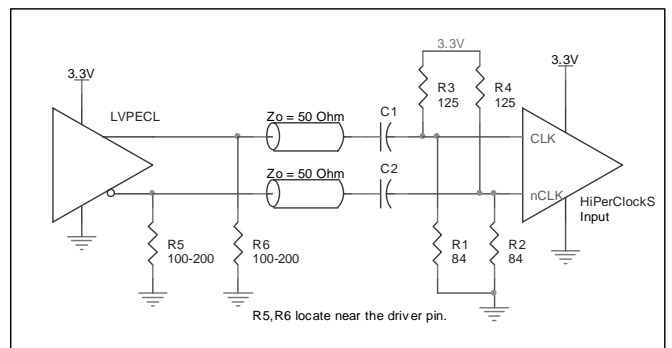 3.3V
3.3V
3.3V
LVPECL
R3
125
R4
125
Zo = 50 Ohm
C1
CLK
Zo = 50 Ohm
C2
nCLK
HiPerClockS
Input
R5
100-200
R6
100-200
R1
84
R2
84
R5,R6 locate near the driver pin.